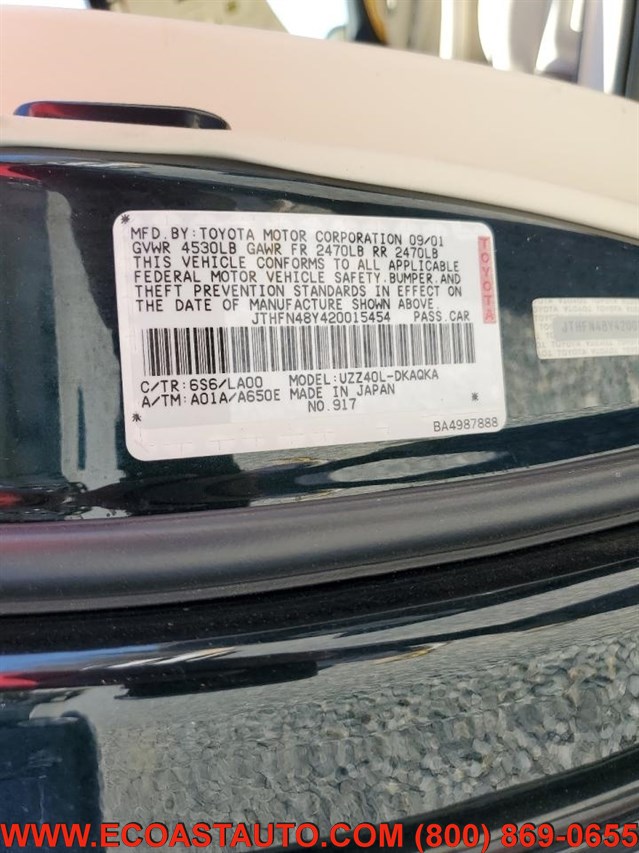 MFD.BY:TOYOTA MOTOR CORPORATION 09/01
GVWR 4530LB GAWR FR 2470LB RR 2470LB
THIS VEHICLE CONFORMS TO ALL APPLICABLE
FEDERAL MOTOR VEHICLE SAFETY,BUMPER,AND
THEFT PREVENTION STANDARDS IN EFFECT ON
THE DATE OF MANUFACTURE SHOWN ABOVE.
JTHFN48Y420015454 PASS.CAR
TOYOTA
C/TR:6S6/LA00 MODEL:UZZ40L-DKAQKA
A/TM:A01A/A650E MADE IN JAPAN
NO.917
BA4987888
JTHFN48Y4200
WWW.ECOASTAUTO.COM (800) 869-0655